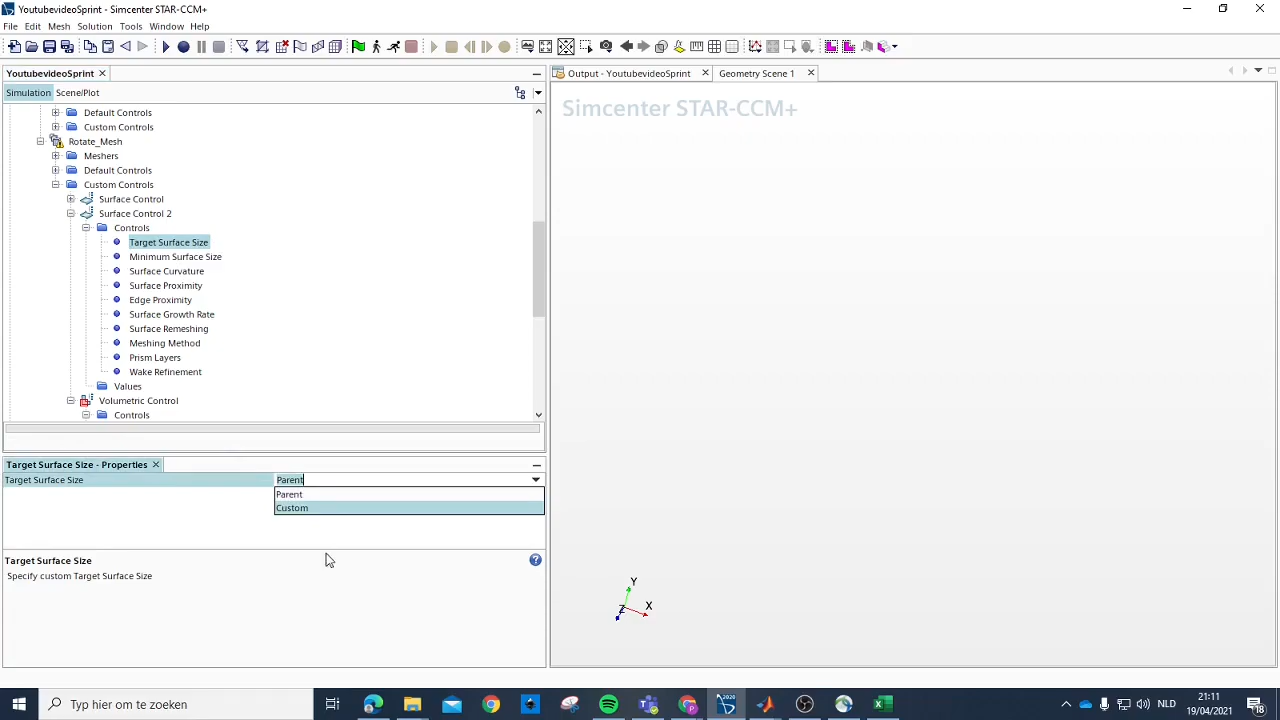 YoutubevideoSprint - Simcenter STAR-CCM+
File Edit Mesh Solution Tools Window Help
YoutubevideoSprint
Output - YoutubevideoSprint
Geometry Scene 1
Simulation
Scene/Plot
Simcenter STAR-CCM+
Default Controls
Custom Controls
Rotate_Mesh
Meshers
Default Controls
Custom Controls
Surface Control
Surface Control 2
Controls
Target Surface Size
Minimum Surface Size
Surface Curvature
Surface Proximity
Edge Proximity
Surface Growth Rate
Surface Remeshing
Meshing Method
Prism Layers
Wake Refinement
Values
Volumetric Control
Controls
Target Surface Size - Properties
Target Surface Size
Parent
Parent
Custom
Target Surface Size
Specify custom Target Surface Size
Y
X
Z
Typ hier om te zoeken
NLD
21:11
19/04/2021
18